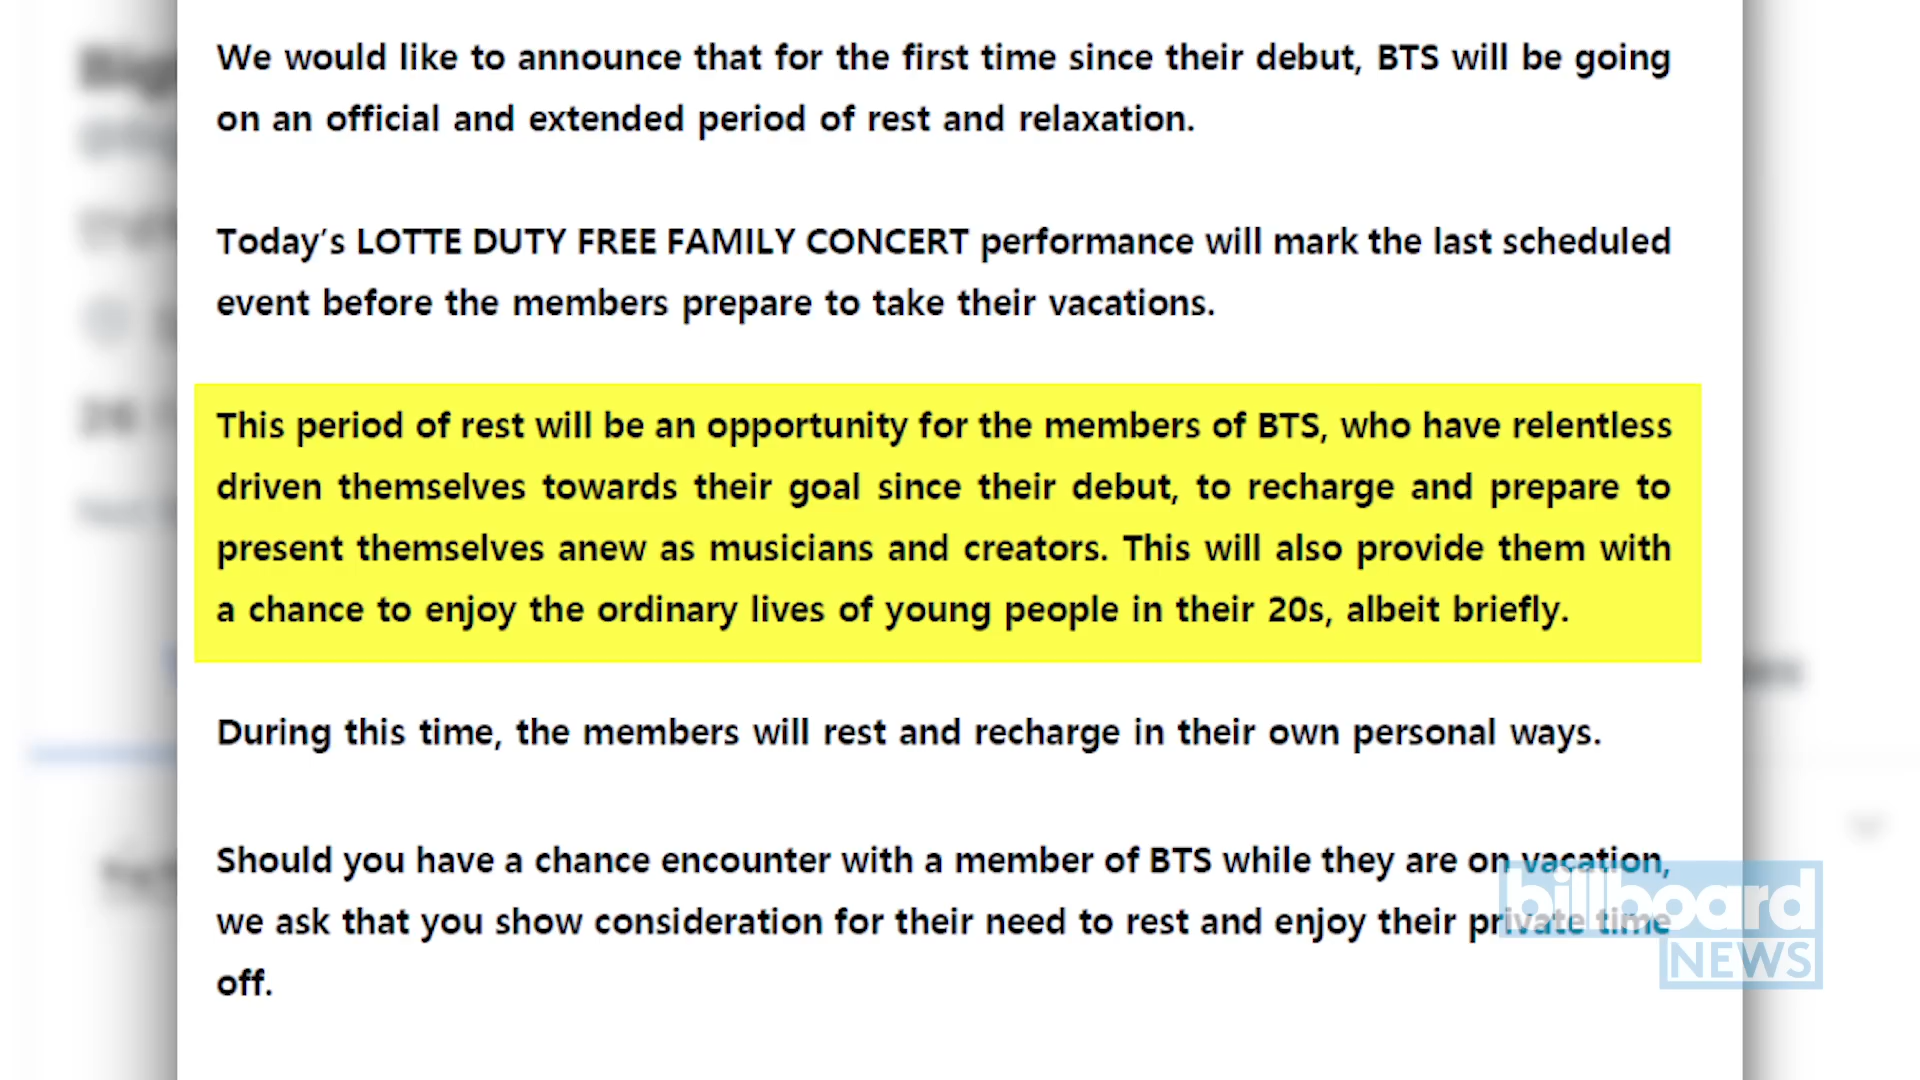 We would like to announce that for the first time since their debut, BTS will be going
on an official and extended period of rest and relaxation.
Today's LOTTE DUTY FREE FAMILY CONCERT performance will mark the last scheduled
event before the members prepare to take their vacations.
This period of rest will be an opportunity for the members of BTS, who have relentless
driven themselves towards their goal since their debut, to recharge and prepare to
present themselves anew as musicians and creators. This will also provide them with
a chance to enjoy the ordinary lives of young people in their 20s, albeit briefly.
During this time, the members will rest and recharge in their own personal ways.
Should you have a chance encounter with a member of BTS while they are on vacation,
we ask that you show consideration for their need to rest and enjoy their private time
off.
billboard
NEWS